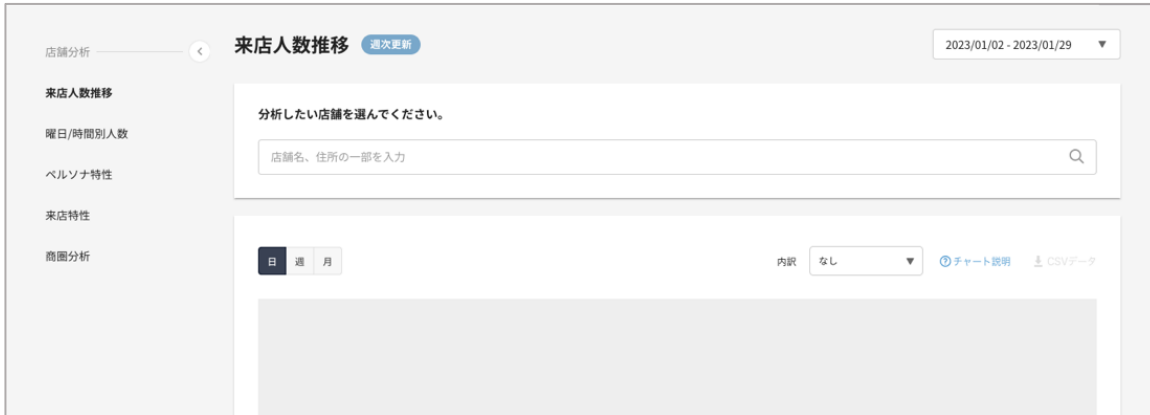 店舗分析
来店人数推移
曜日/時間別人数
ペルソナ特性
来店特性
商圏分析
来店人数推移 週次更新
2023/01/02 - 2023/01/29
分析したい店舗を選んでください。
店舗名、住所の一部を入力
日 週 月
内訳 なし
チャート説明
CSVデータ